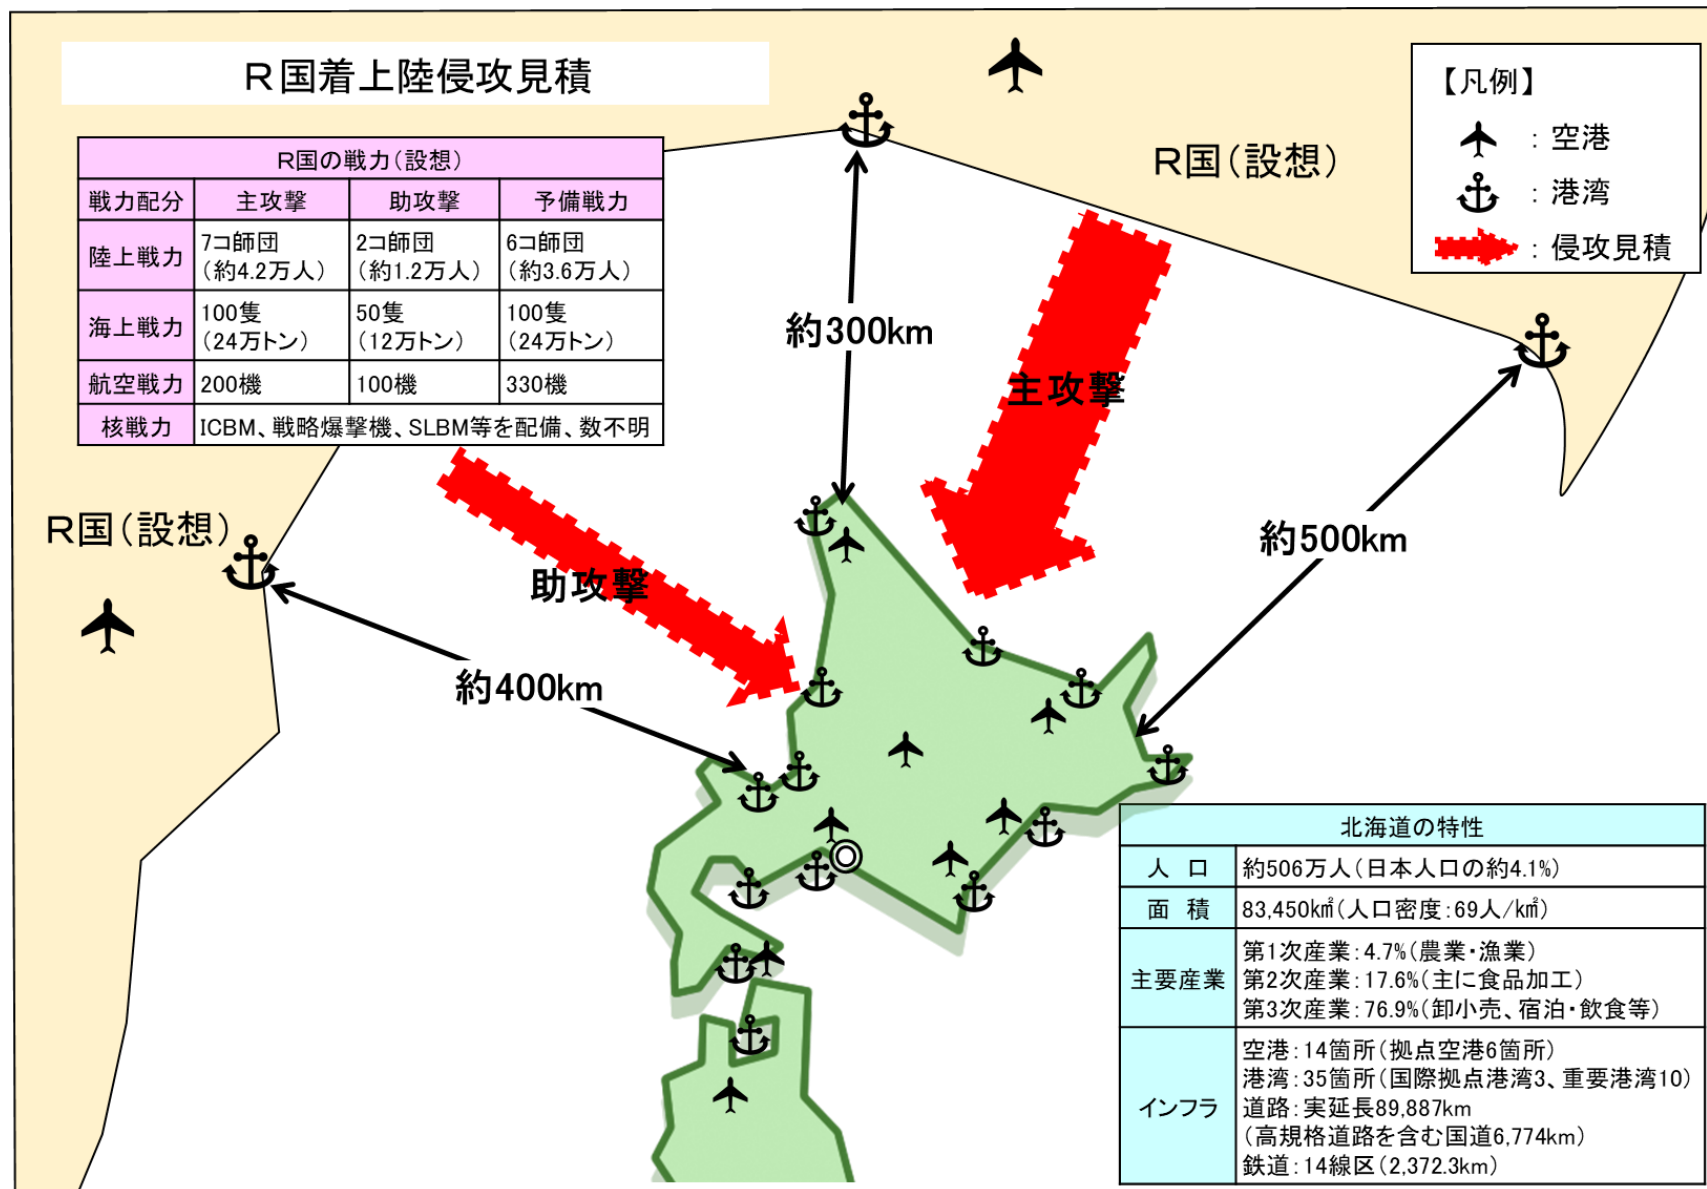 R国着上陸侵攻見積
R国の戦力(設想)
戦力配分 主攻撃 助攻撃 予備戦力
陸上戦力 7コ師団 2コ師団 6コ師団
(約4.2万人) (約1.2万人) (約3.6万人)
海上戦力 100隻 50隻 100隻
(24万トン) (12万トン) (24万トン)
航空戦力 200機 100機 330機
核戦力 ICBM、戦略爆撃機、SLBM等を配備、数不明
【凡例】
:空港
:港湾
:侵攻見積
R国(設想)
約300km
主攻撃
R国(設想)
助攻撃
約500km
約400km
北海道の特性
人 口 約506万人(日本人口の約4.1%)
面 積 83,450㎢(人口密度:69人/㎢)
主要産業 第1次産業:4.7%(農業・漁業)
第2次産業:17.6%(主に食品加工)
第3次産業:76.9%(卸小売、宿泊・飲食等)
インフラ 空港:14箇所(拠点空港6箇所)
港湾:35箇所(国際拠点港湾3、重要港湾10)
道路:実延長89,887km
(高規格道路を含む国道6,774km)
鉄道:14線区(2,372.3km)